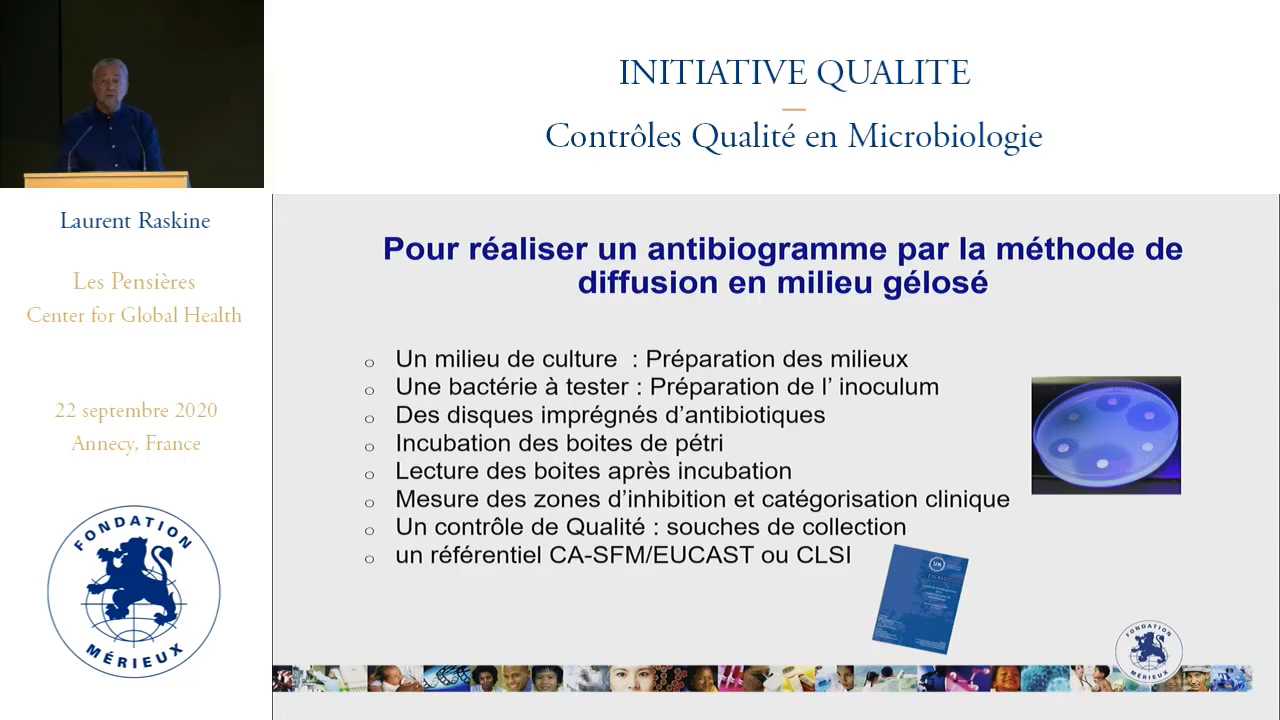 INITIATIVE QUALITE
Contrôles Qualité en Microbiologie
Laurent Raskine
Les Pensières
Center for Global Health
22 septembre 2020
Annecy, France
FONDATION
MÉRIEUX
Pour réaliser un antibiogramme par la méthode de
diffusion en milieu gélosé
o Un milieu de culture : Préparation des milieux
o Une bactérie à tester : Préparation de l’ inoculum
o Des disques imprégnés d’antibiotiques
o Incubation des boites de pétri
o Lecture des boites après incubation
o Mesure des zones d’inhibition et catégorisation clinique
o Un contrôle de Qualité : souches de collection
o un référentiel CA-SFM/EUCAST ou CLSI
SFM
EUCAST
FONDATION
MÉRIEUX